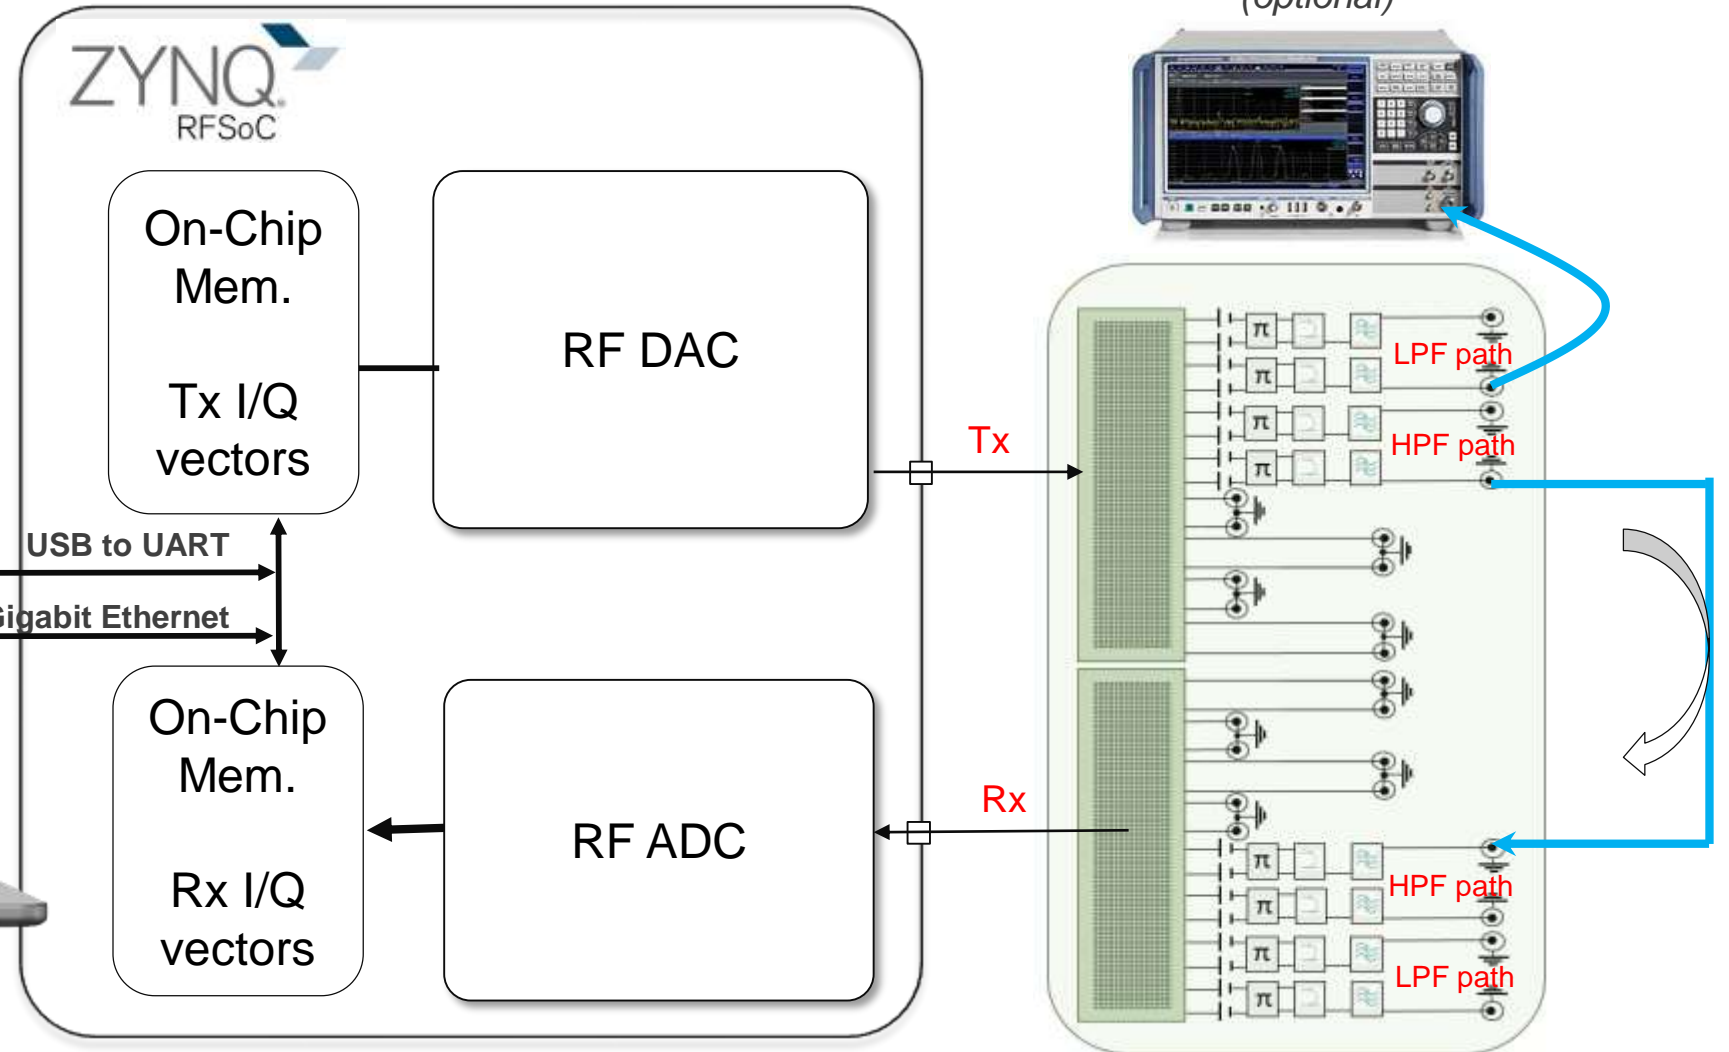 (optional)
ZYNQ.
RFSoC
On-Chip
Mem.
Tx I/Q
vectors
RF DAC
Tx
USB to UART
Gigabit Ethernet
On-Chip
Mem.
Rx I/Q
vectors
RF ADC
Rx
π
LPF path
π
π
HPF path
π
π
HPF path
π
π
LPF path
π